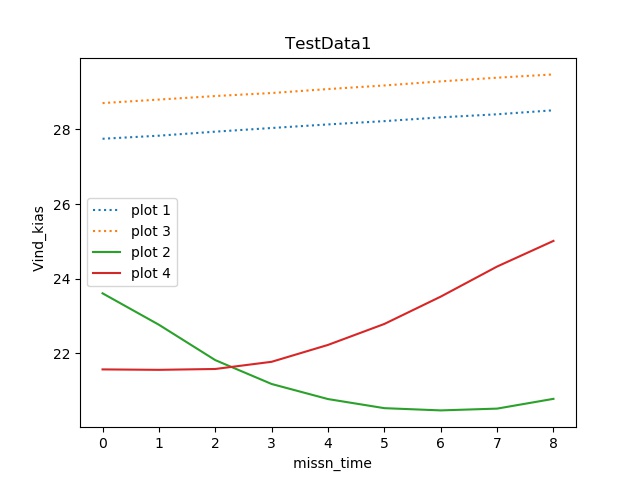 TestData1
Vind_kias
28
26
24
22
plot 1
plot 3
plot 2
plot 4
0 1 2 3 4 5 6 7 8
missn_time